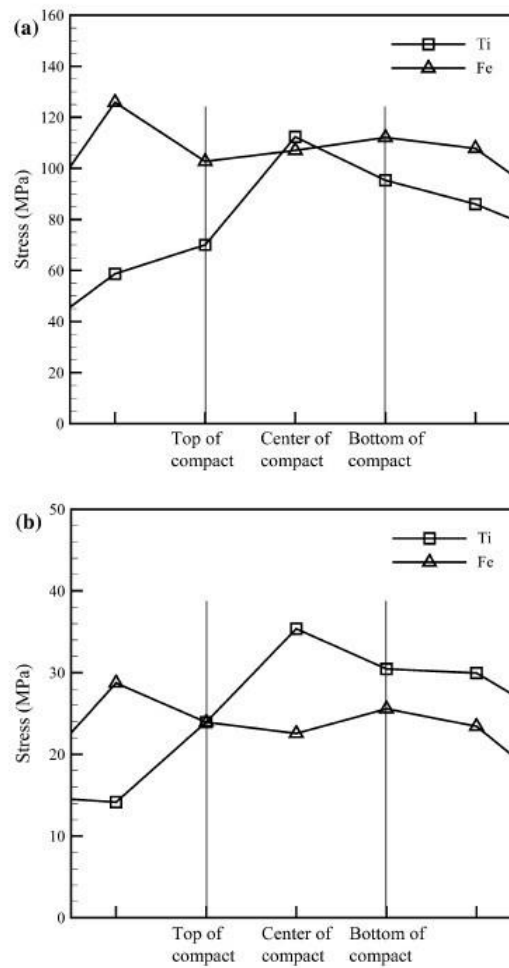 (a)
160
Ti
Fe
140
120
100
80
60
40
20
0
Stress (MPa)
Top of
compact
Center of
compact
Bottom of
compact
(b)
50
Ti
Fe
40
30
20
10
0
Stress (MPa)
Top of
compact
Center of
compact
Bottom of
compact